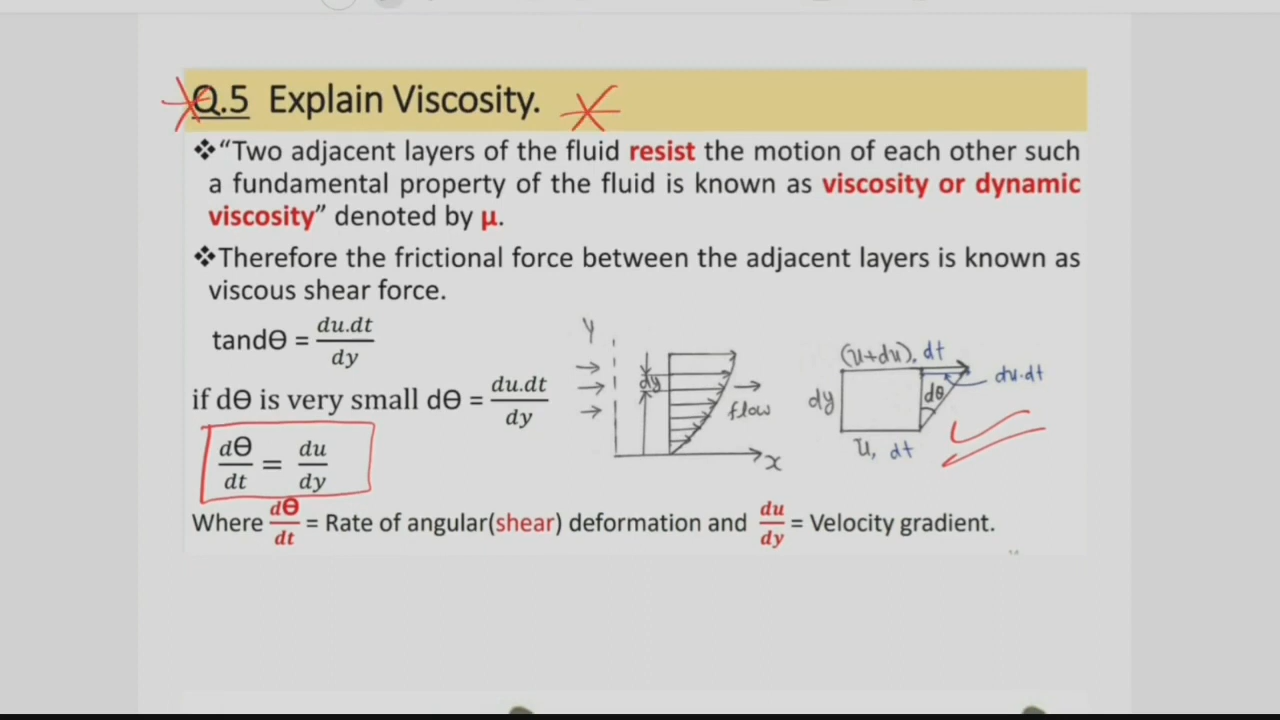 Q.5 Explain Viscosity.
❖“Two adjacent layers of the fluid resist the motion of each other such
a fundamental property of the fluid is known as viscosity or dynamic
viscosity” denoted by μ.
❖Therefore the frictional force between the adjacent layers is known as
viscous shear force.
tandΘ = du.dt/dy
if dΘ is very small dΘ = du.dt/dy
dΘ/dt = du/dy
Y
dy
flow
x
(u+du), dt
du.dt
dy
dθ
u, dt
Where dΘ/dt = Rate of angular(shear) deformation and du/dy = Velocity gradient.